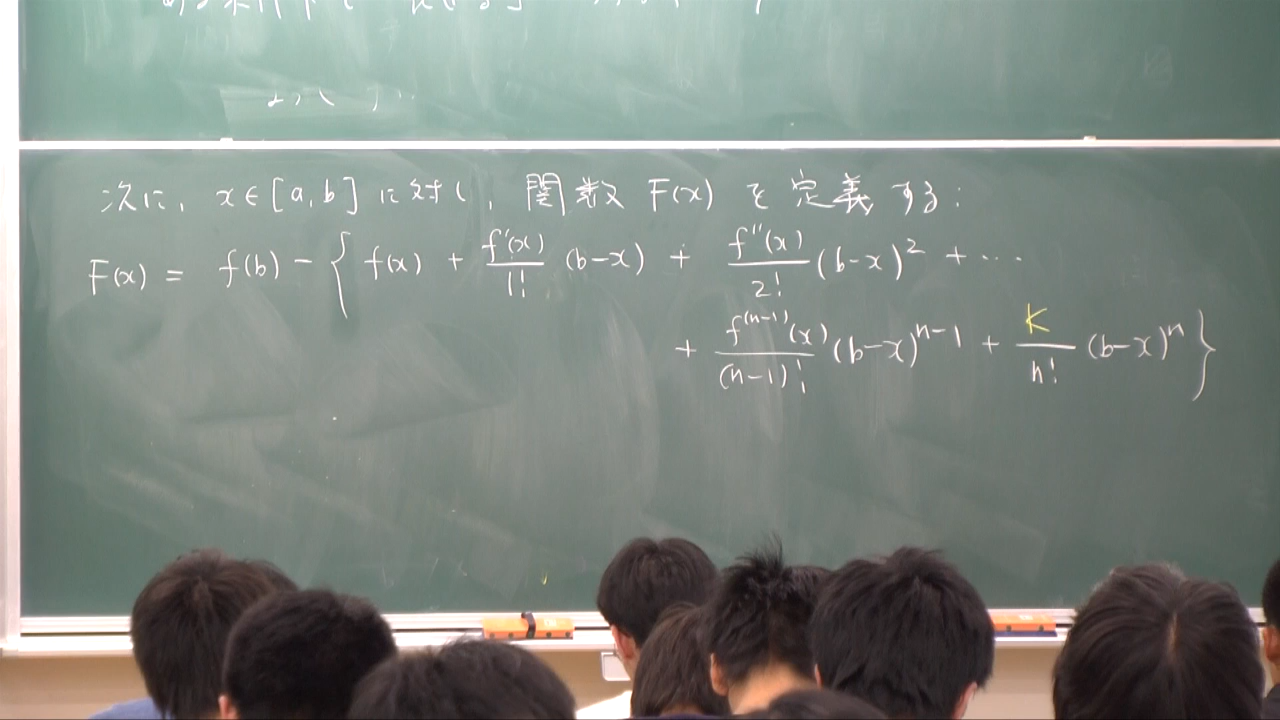 次に, x∈[a,b] に対し, 関数 F(x) を定義する:
F(x) = f(b) - { f(x) + f'(x)/1! (b-x) + f''(x)/2! (b-x)^2 + ...
+ f^(n-1)(x)/(n-1)! (b-x)^n-1 + K/n! (b-x)^n }